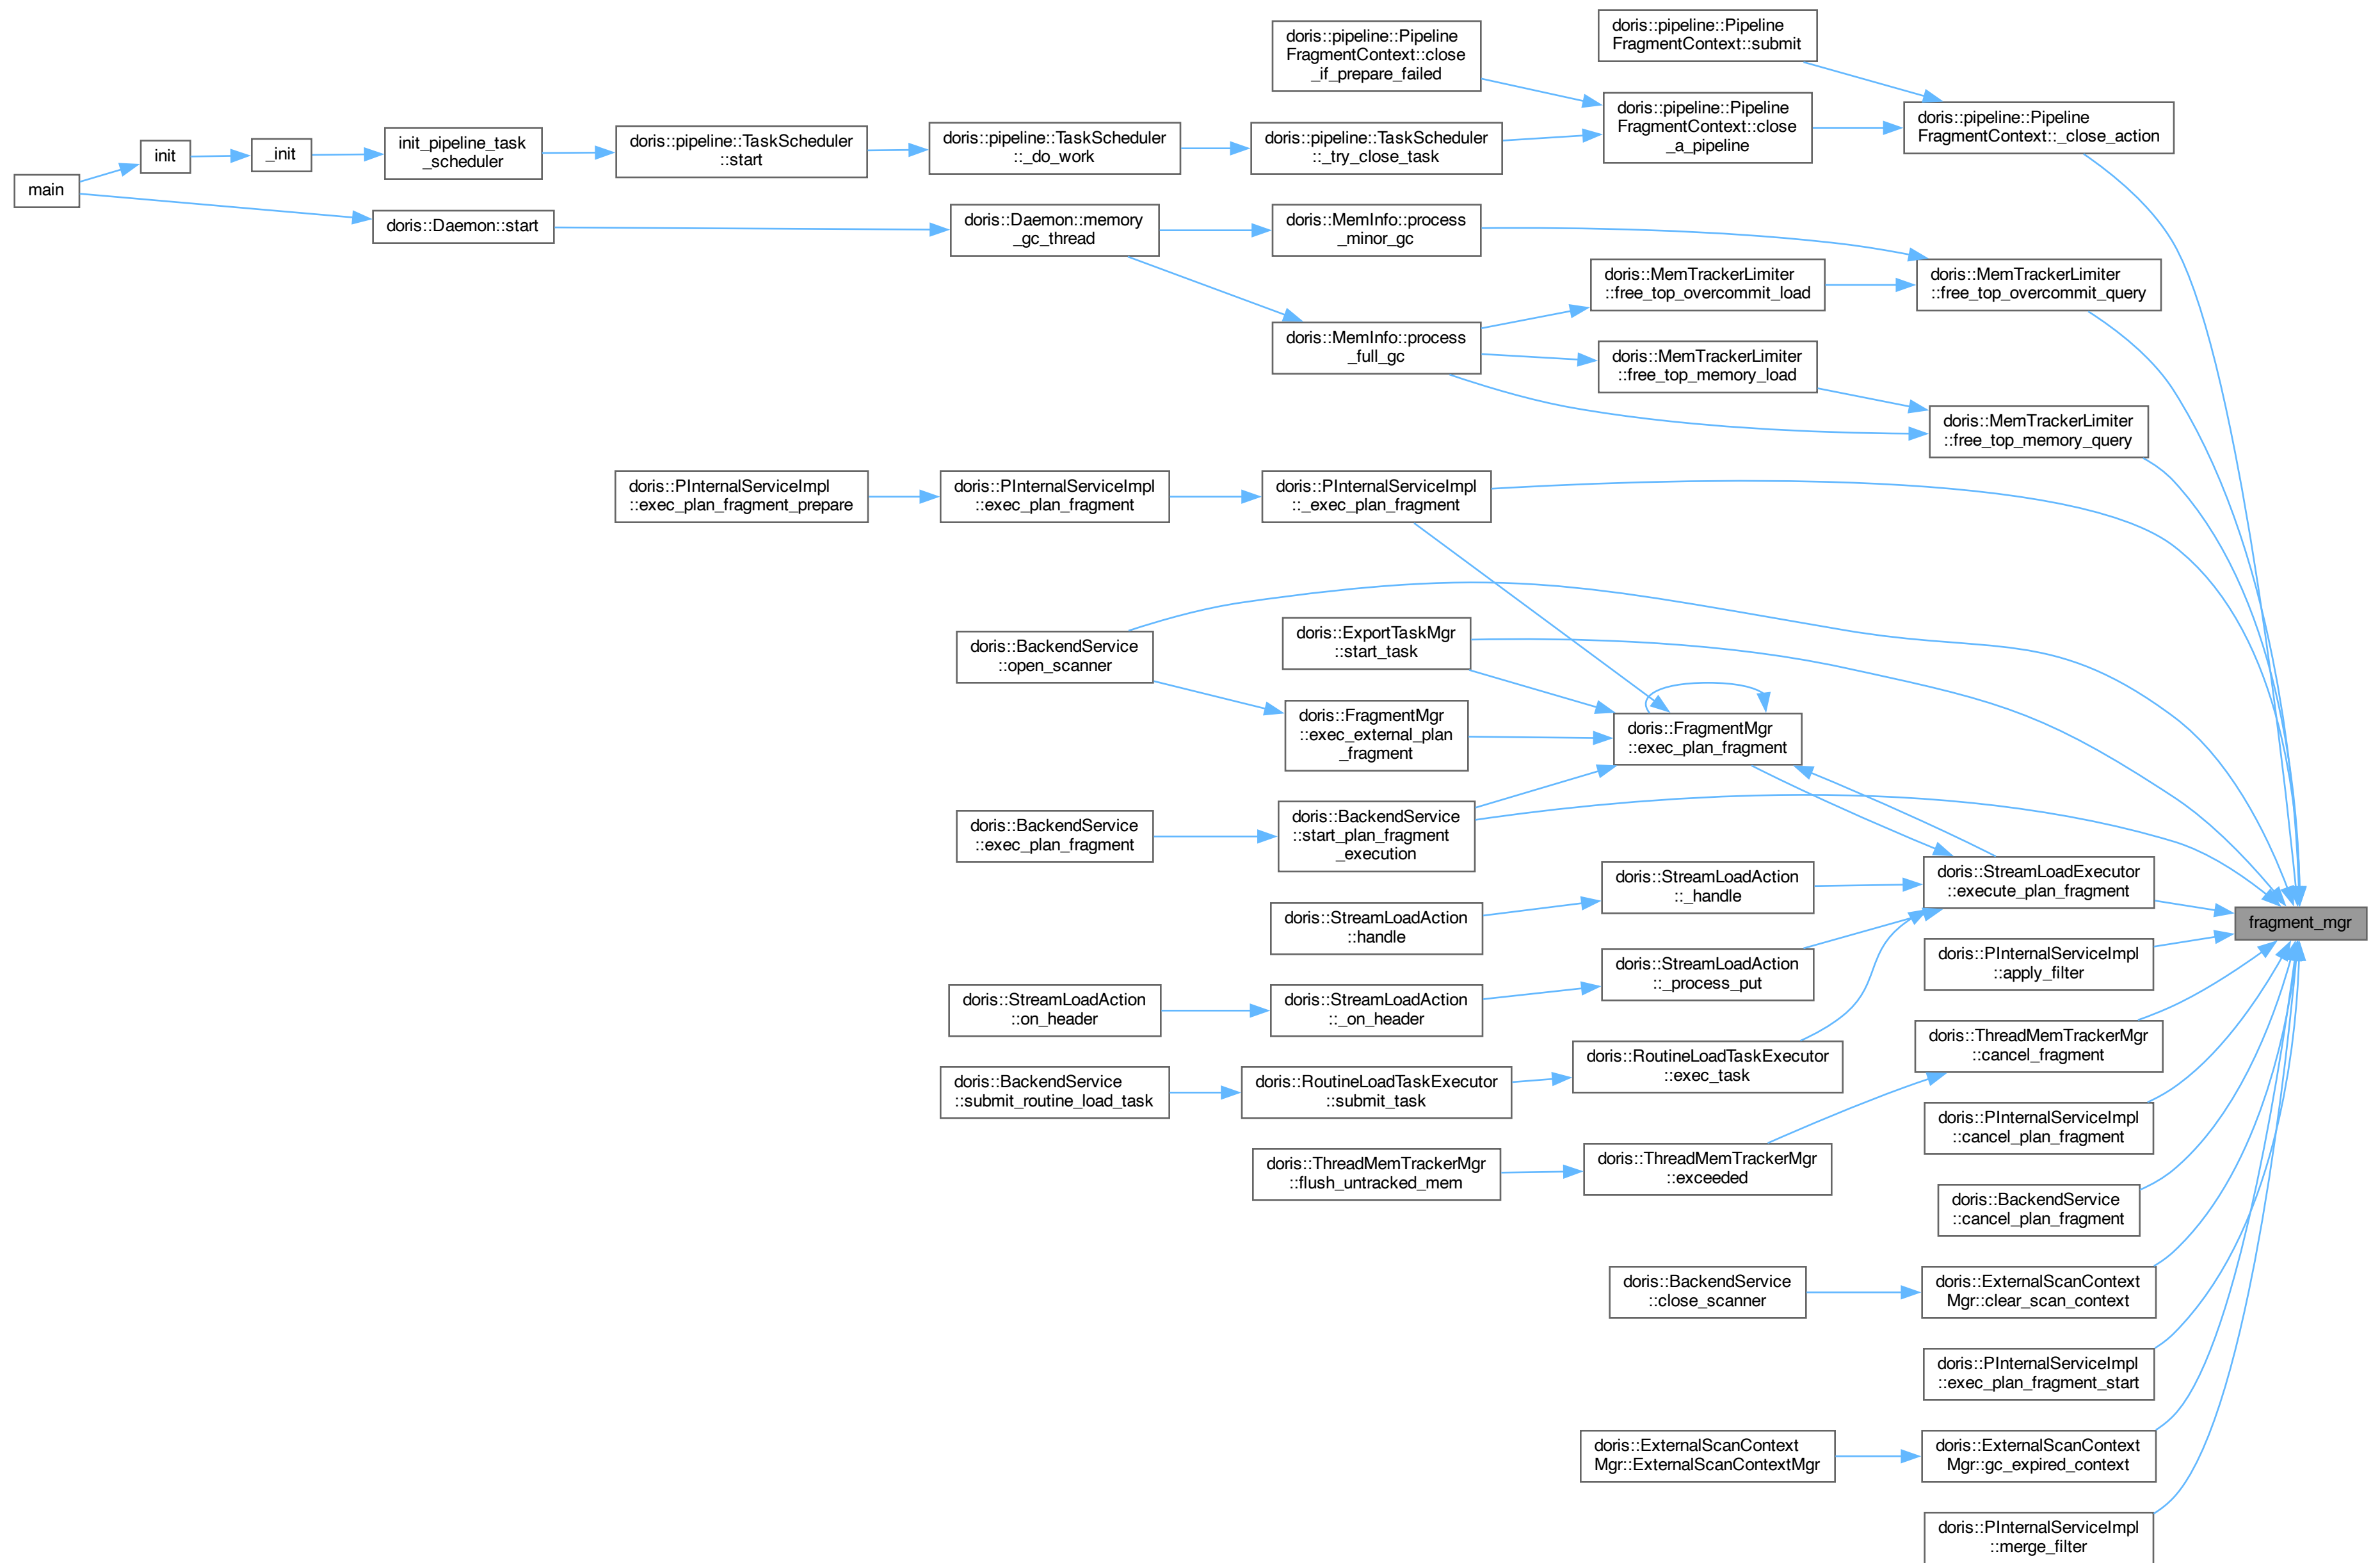 doris::pipeline::Pipeline
FragmentContext::submit
doris::pipeline::Pipeline
FragmentContext::close
_if_prepare_failed
doris::pipeline::Pipeline
FragmentContext::close
_a_pipeline
doris::pipeline::Pipeline
FragmentContext::_close_action
main
init
_init
init_pipeline_task
_scheduler
doris::pipeline::TaskScheduler
::start
doris::pipeline::TaskScheduler
::_do_work
doris::pipeline::TaskScheduler
::_try_close_task
doris::Daemon::start
doris::Daemon::memory
_gc_thread
doris::MemInfo::process
_minor_gc
doris::MemTrackerLimiter
::free_top_overcommit_load
doris::MemTrackerLimiter
::free_top_overcommit_query
doris::MemInfo::process
_full_gc
doris::MemTrackerLimiter
::free_top_memory_load
doris::MemTrackerLimiter
::free_top_memory_query
doris::PInternalServiceImpl
::exec_plan_fragment_prepare
doris::PInternalServiceImpl
::exec_plan_fragment
doris::PInternalServiceImpl
::_exec_plan_fragment
doris::BackendService
::open_scanner
doris::ExportTaskMgr
::start_task
doris::FragmentMgr
::exec_external_plan
_fragment
doris::FragmentMgr
::exec_plan_fragment
doris::BackendService
::exec_plan_fragment
doris::BackendService
::start_plan_fragment
_execution
doris::StreamLoadAction
::_handle
doris::StreamLoadExecutor
::execute_plan_fragment
doris::StreamLoadAction
::handle
fragment_mgr
doris::StreamLoadAction
::_process_put
doris::PInternalServiceImpl
::apply_filter
doris::StreamLoadAction
::on_header
doris::StreamLoadAction
::_on_header
doris::ThreadMemTrackerMgr
::cancel_fragment
doris::RoutineLoadTaskExecutor
::exec_task
doris::BackendService
::submit_routine_load_task
doris::RoutineLoadTaskExecutor
::submit_task
doris::PInternalServiceImpl
::cancel_plan_fragment
doris::ThreadMemTrackerMgr
::flush_untracked_mem
doris::ThreadMemTrackerMgr
::exceeded
doris::BackendService
::cancel_plan_fragment
doris::BackendService
::close_scanner
doris::ExternalScanContext
Mgr::clear_scan_context
doris::PInternalServiceImpl
::exec_plan_fragment_start
doris::ExternalScanContext
Mgr::ExternalScanContextMgr
doris::ExternalScanContext
Mgr::gc_expired_context
doris::PInternalServiceImpl
::merge_filter